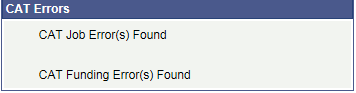 CAT Errors
CAT Job Error(s) Found
CAT Funding Error(s) Found